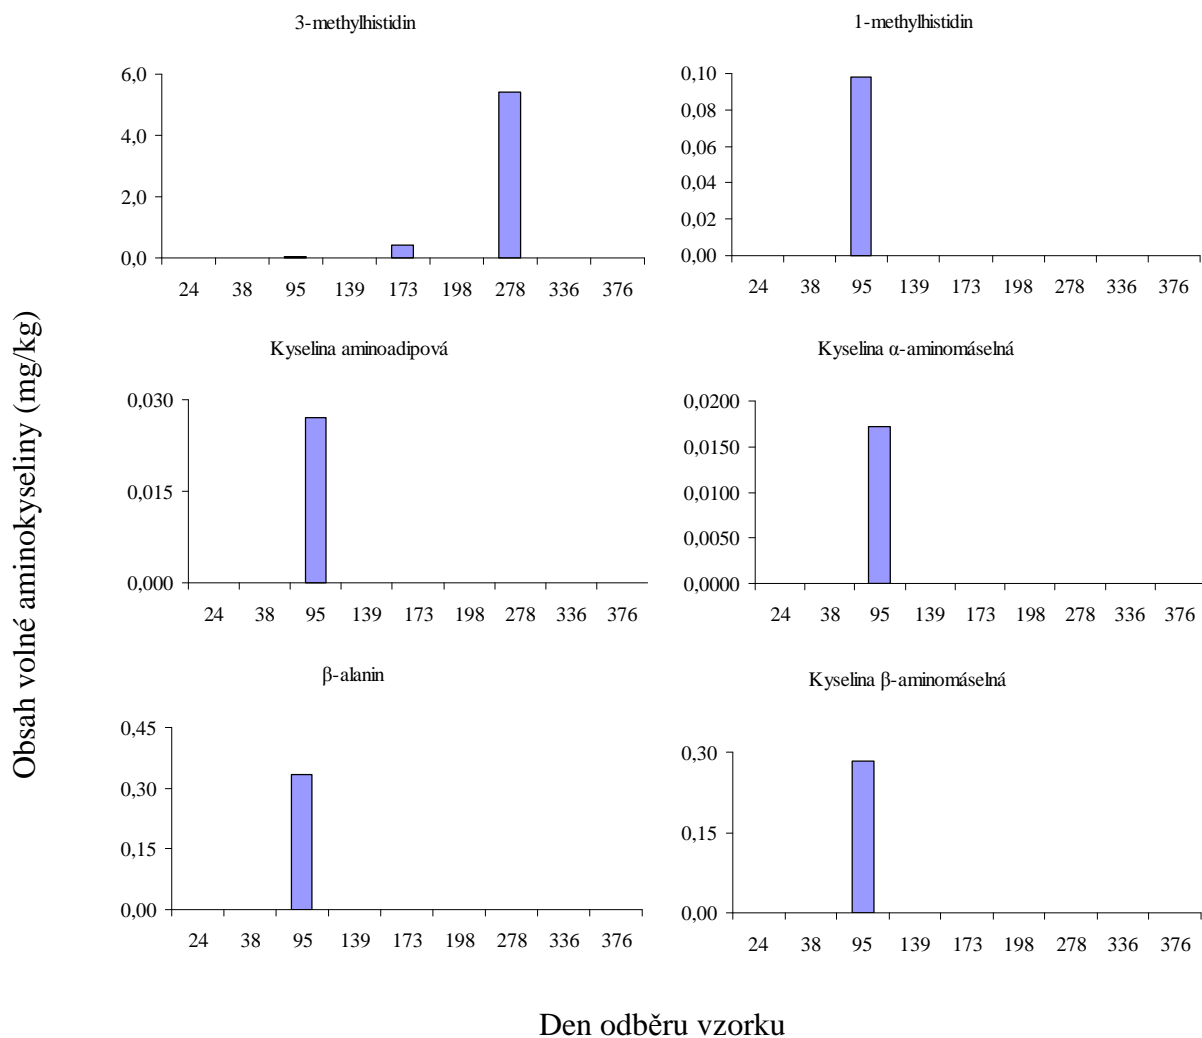 3-methylhistidin
6,0
4,0
2,0
0,0
24 38 95 139 173 198 278 336 376
1-methylhistidin
0,10
0,08
0,06
0,04
0,02
0,00
24 38 95 139 173 198 278 336 376
Obsah volné aminokyseliny (mg/kg)
Kyselina aminoadipová
0,030
0,015
0,000
24 38 95 139 173 198 278 336 376
Kyselina α-aminomáselná
0,0200
0,0150
0,0100
0,0050
0,0000
24 38 95 139 173 198 278 336 376
β-alanin
0,45
0,30
0,15
0,00
24 38 95 139 173 198 278 336 376
Kyselina β-aminomáselná
0,30
0,15
0,00
24 38 95 139 173 198 278 336 376
Den odběru vzorku